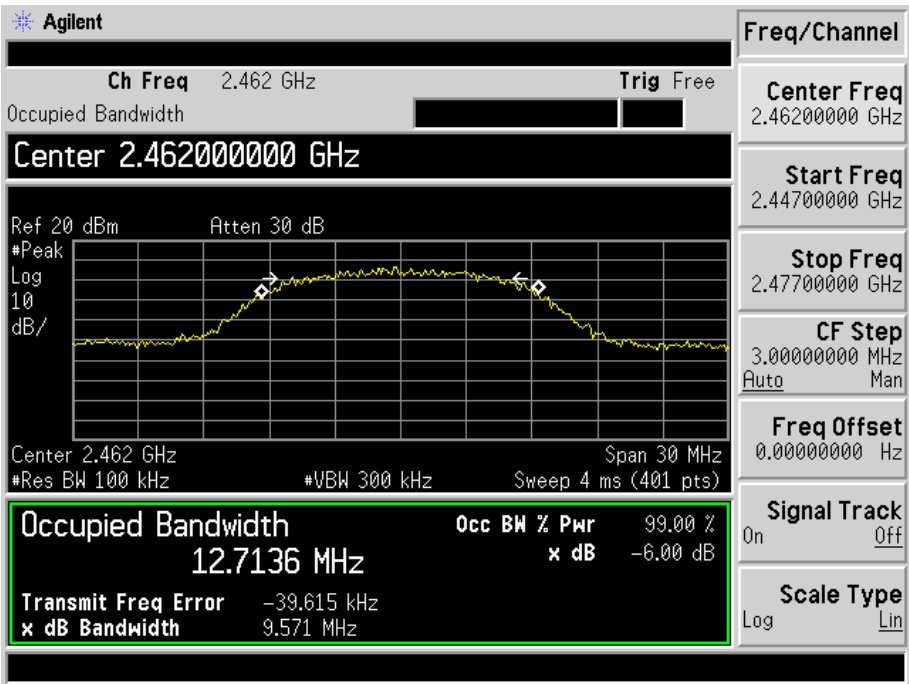 Agilent
Freq/Channel
Ch Freq 2.462 GHz Trig Free
Occupied Bandwidth
Center 2.462000000 GHz
Ref 20 dBm Atten 30 dB
#Peak
Log
10
dB/
Center 2.462 GHz Span 30 MHz
#Res BW 100 kHz #VBW 300 kHz Sweep 4 ms (401 pts)
Occupied Bandwidth Occ BW % Pwr 99.00 %
12.7136 MHz x dB -6.00 dB
Transmit Freq Error -39.615 kHz
x dB Bandwidth 9.571 MHz
Center Freq
2.46200000 GHz
Start Freq
2.44700000 GHz
Stop Freq
2.47700000 GHz
CF Step
3.00000000 MHz
Auto Man
Freq Offset
0.00000000 Hz
Signal Track
On Off
Scale Type
Log Lin